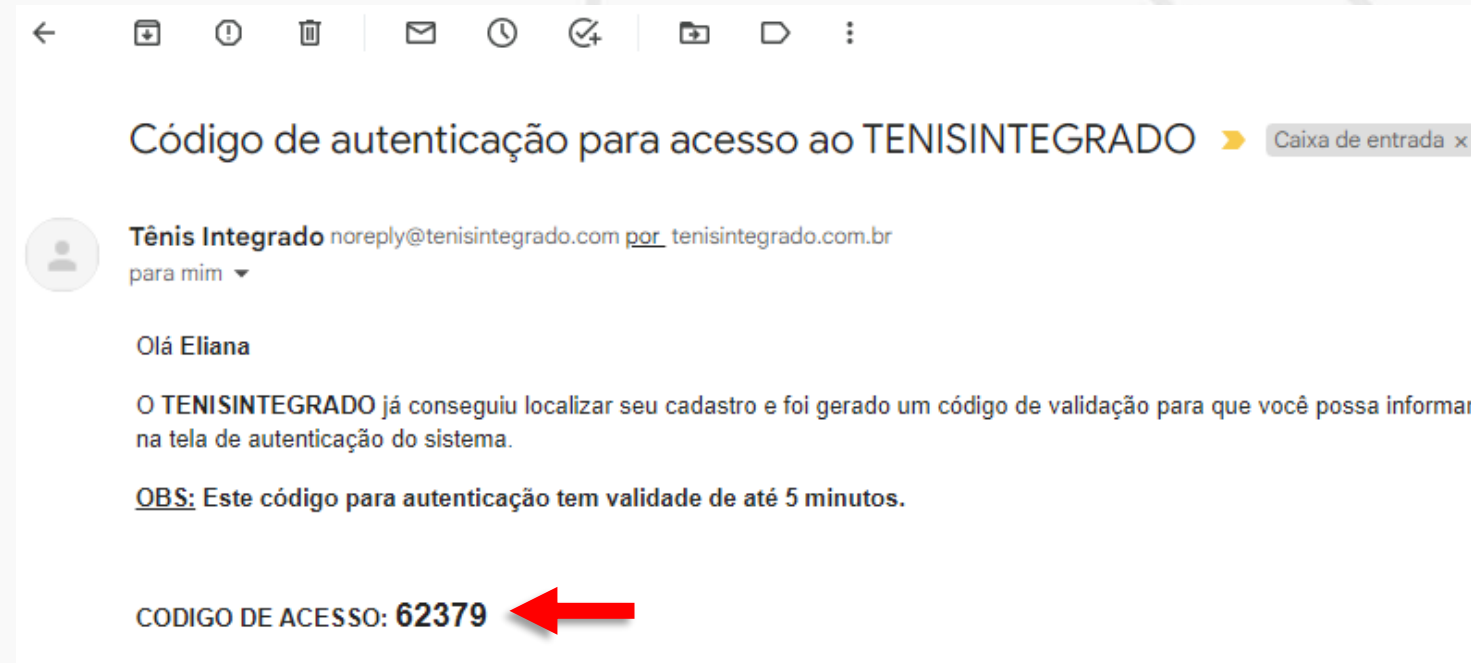 Código de autenticação para acesso ao TENISINTEGRADO Caixa de entrada x
Tênis Integrado noreply@tenisintegrado.com por tenisintegrado.com.br
para mim
Olá Eliana
O TENISINTEGRADO já conseguiu localizar seu cadastro e foi gerado um código de validação para que você possa informar
na tela de autenticação do sistema.
OBS: Este código para autenticação tem validade de até 5 minutos.
CODIGO DE ACESSO: 62379